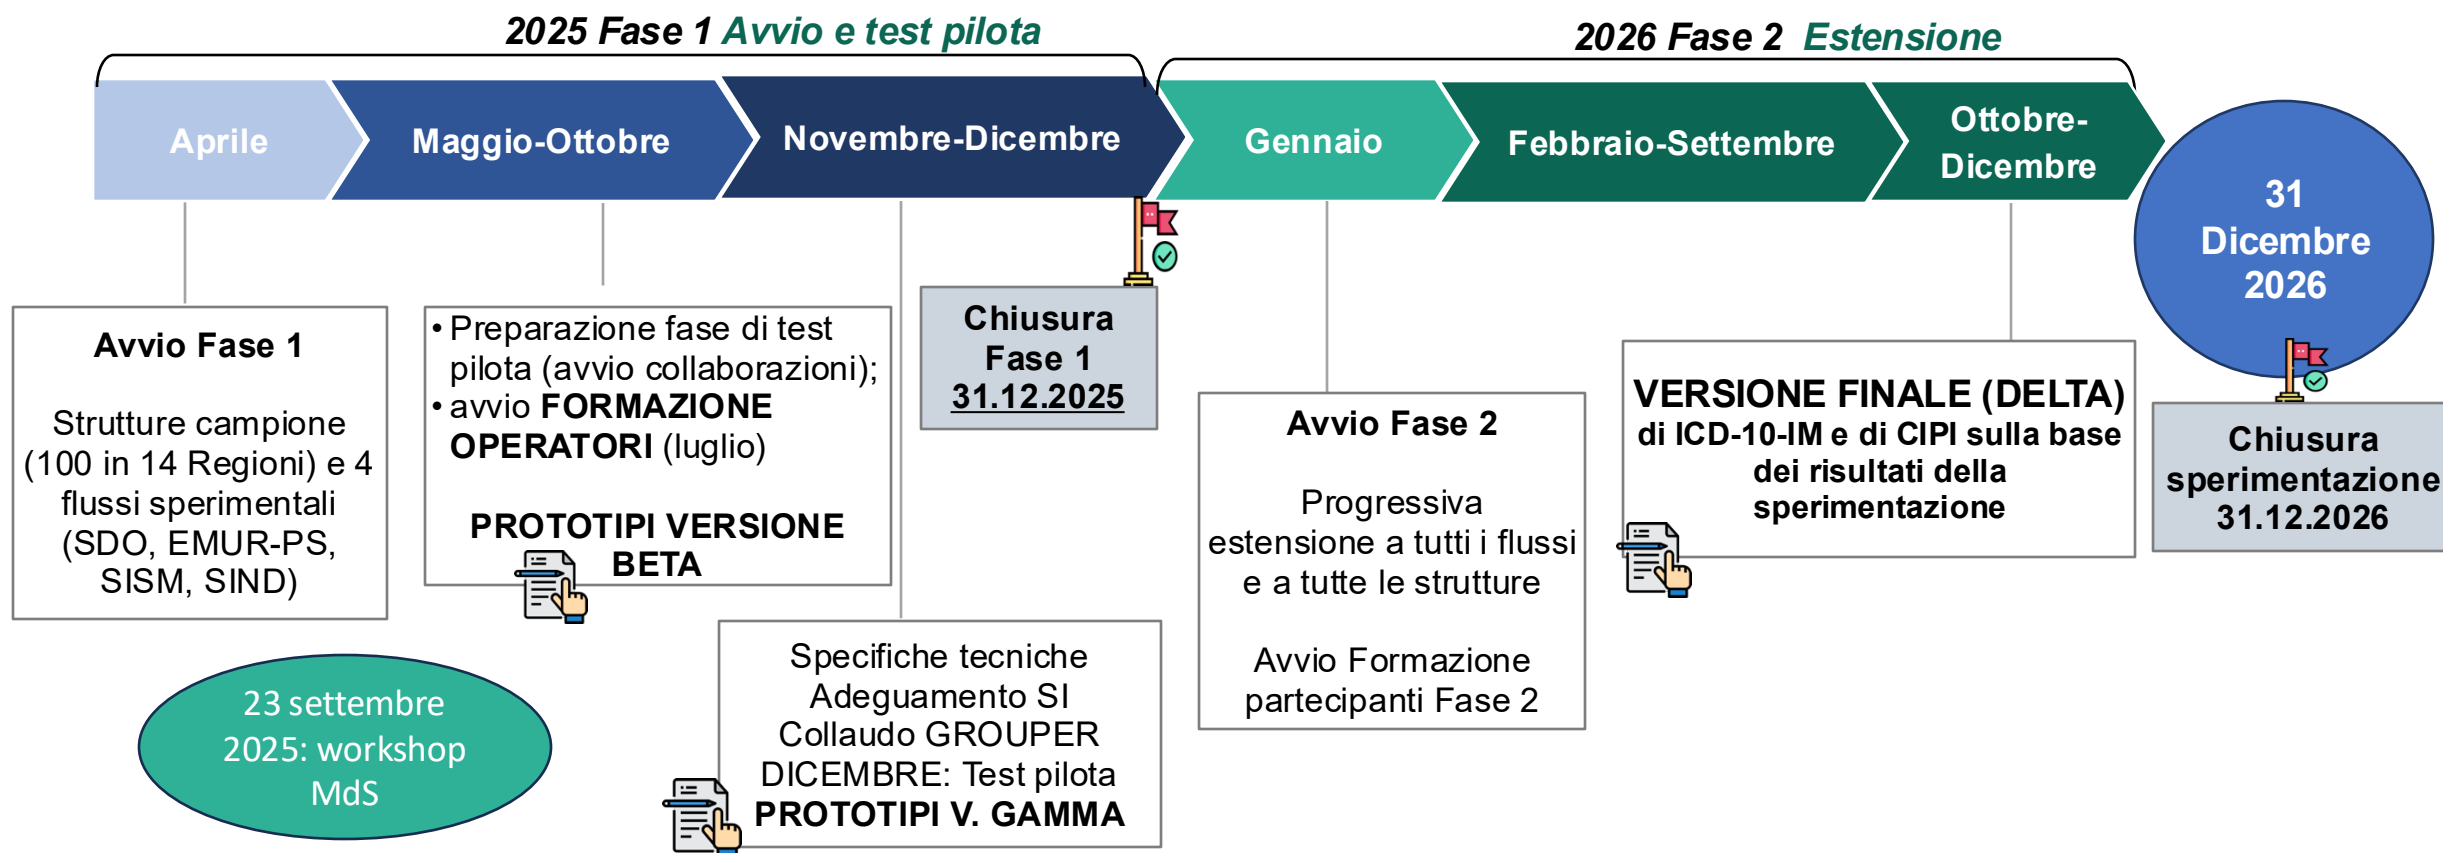 2025 Fase 1 Avvio e test pilota
2026 Fase 2 Estensione
Aprile
Maggio-Ottobre
Novembre-Dicembre
Gennaio
Febbraio-Settembre
Ottobre-
Dicembre
31
Dicembre
2026
Avvio Fase 1
Strutture campione
(100 in 14 Regioni) e 4
flussi sperimentali
(SDO, EMUR-PS,
SISM, SIND)
• Preparazione fase di test
pilota (avvio collaborazioni);
• avvio FORMAZIONE
OPERATORI (luglio)
PROTOTIPI VERSIONE
BETA
Chiusura
Fase 1
31.12.2025
Specifiche tecniche
Adeguamento SI
Collaudo GROUPER
DICEMBRE: Test pilota
PROTOTIPI V. GAMMA
Avvio Fase 2
Progressiva
estensione a tutti i flussi
e a tutte le strutture
Avvio Formazione
partecipanti Fase 2
VERSIONE FINALE (DELTA)
di ICD-10-IM e di CIPI sulla base
dei risultati della
sperimentazione
Chiusura
sperimentazione
31.12.2026
23 settembre
2025: workshop
MdS